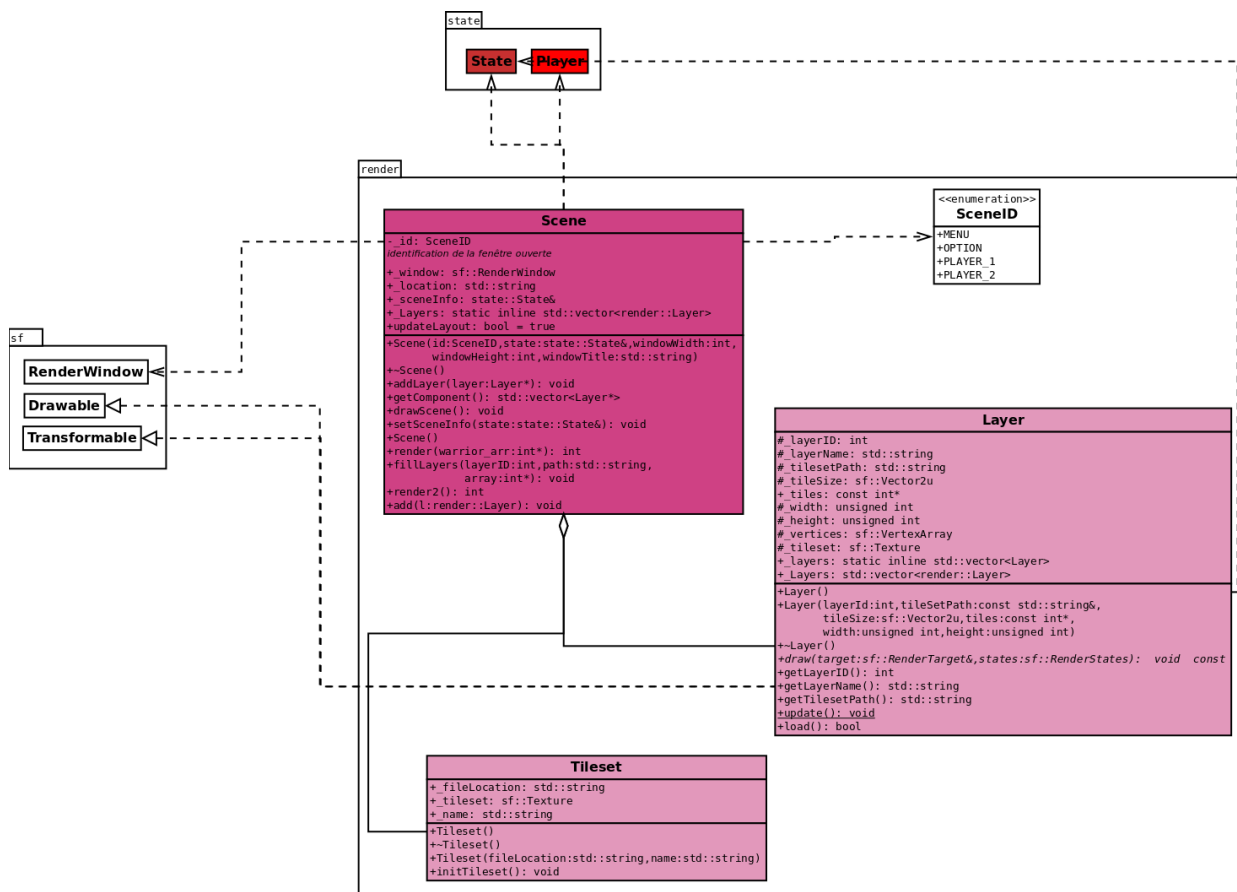 state
State
Player
render
Scene
-_id: SceneID
identification de la fenêtre ouverte
+_window: sf::RenderWindow
+_location: std::string
+_sceneInfo: state::State&
+_Layers: static inline std::vector<render::Layer>
+updateLayout: bool = true
+Scene(id:SceneID,state:state::State&,windowWidth:int,
windowHeight:int,windowTitle:std::string)
+~Scene()
+addLayer(layer:Layer*): void
+getComponent(): std::vector<Layer*>
+drawScene(): void
+setSceneInfo(state:state::State&): void
+Scene()
+render(warrior_arr:int*): int
+fillLayers(layerID:int,path:std::string,
array:int*): void
+render2(): int
+add(l:render::Layer): void
<<enumeration>>
SceneID
+MENU
+OPTION
+PLAYER_1
+PLAYER_2
sf
RenderWindow
Drawable
Transformable
Layer
#_layerID: int
#_layerName: std::string
#_tilesetPath: std::string
#_tileSize: sf::Vector2u
+_tiles: const int*
#_width: unsigned int
#_height: unsigned int
#_vertices: sf::VertexArray
#_tileset: sf::Texture
+_layers: static inline std::vector<Layer>
+_Layers: std::vector<render::Layer>
+Layer()
+Layer(layerId:int,tileSetPath:const std::string&,
tileSize:sf::Vector2u,tiles:const int*,
width:unsigned int,height:unsigned int)
+~Layer()
+draw(target:sf::RenderTarget&,states:sf::RenderStates): void const
+getLayerID(): int
+getLayerName(): std::string
+getTilesetPath(): std::string
+update(): void
+load(): bool
Tileset
+_fileLocation: std::string
+_tileset: sf::Texture
+_name: std::string
+Tileset()
+~Tileset()
+Tileset(fileLocation:std::string,name:std::string)
+initTileset(): void